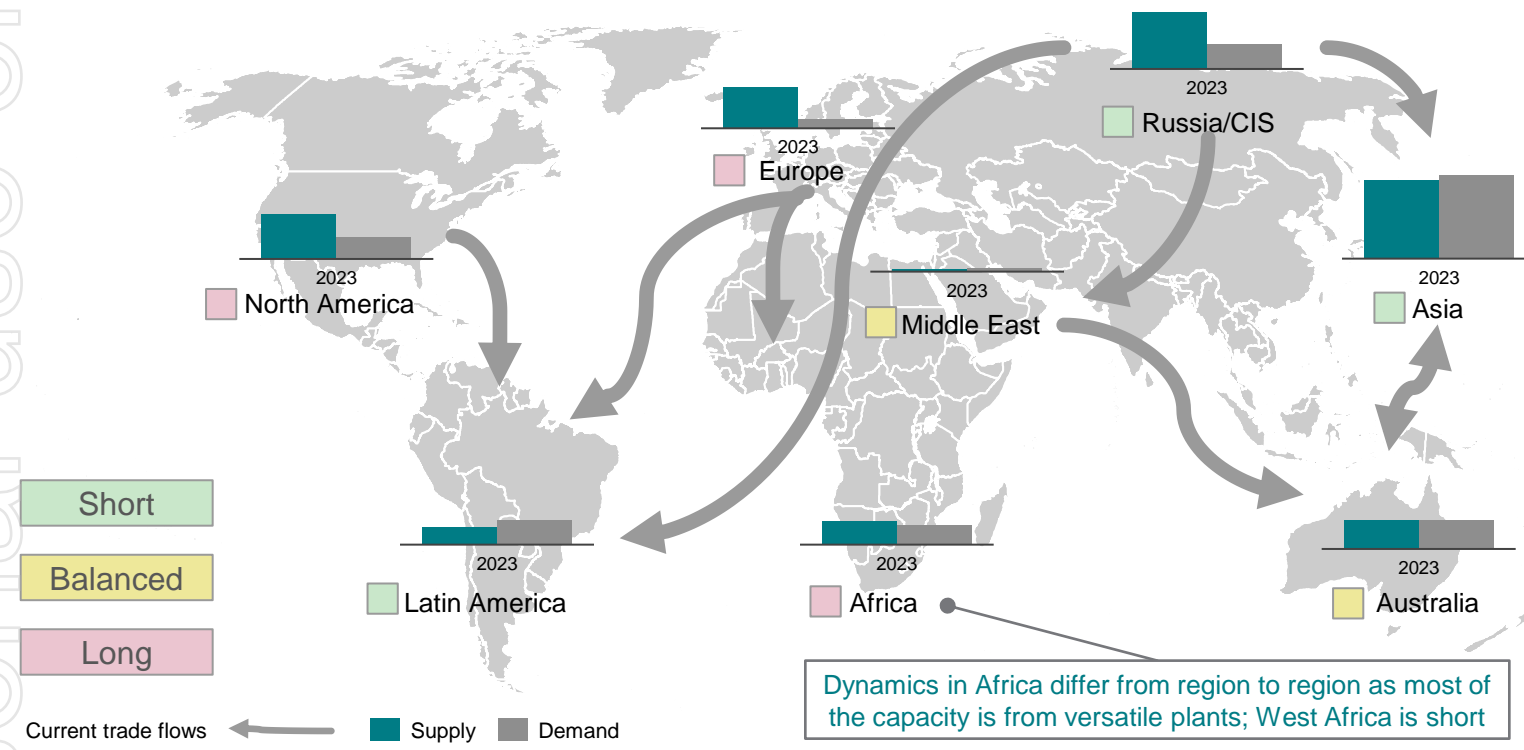 2023
Russia/CIS
2023
Europe
2023
North America
2023
Middle East
2023
Asia
Short
Balanced
Long
2023
Latin America
2023
Africa
2023
Australia
Dynamics in Africa differ from region to region as most of
the capacity is from versatile plants; West Africa is short
Current trade flows
Supply
Demand